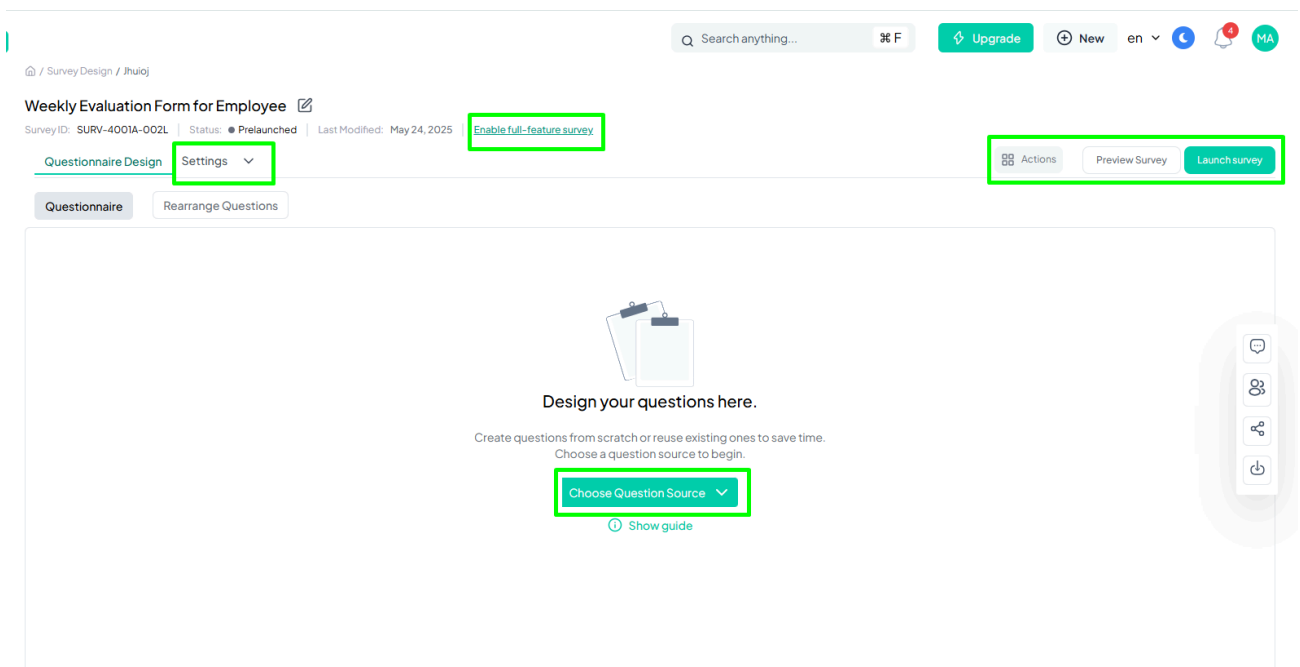 Search anything... ⌘ F Upgrade New en 4 MA
/ Survey Design / Jhuioj
Weekly Evaluation Form for Employee
Survey ID: SURV-4001A-002L Status: Prelaunched Last Modified: May 24, 2025 Enable full-feature survey
Questionnaire Design Settings Actions Preview Survey Launch survey
Questionnaire Rearrange Questions
Design your questions here.
Create questions from scratch or reuse existing ones to save time.
Choose a question source to begin.
Choose Question Source
Show guide